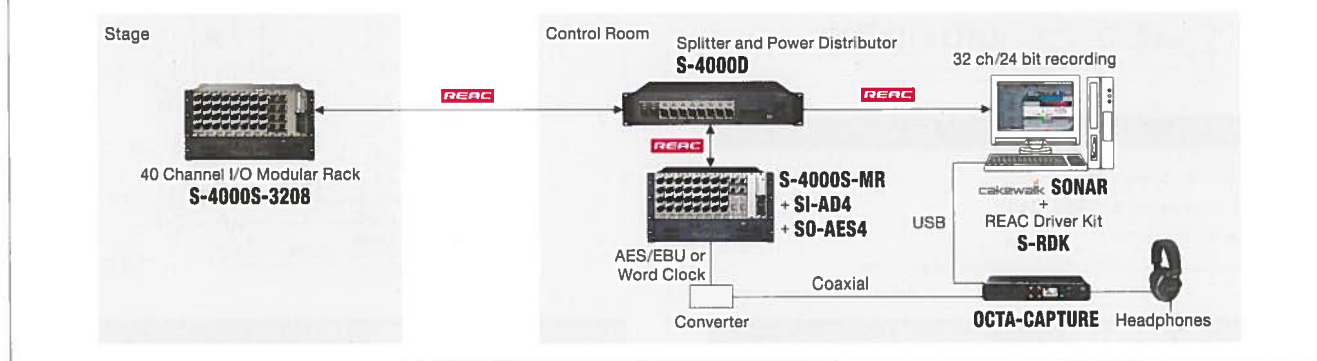 Stage
Control Room
Splitter and Power Distributor
S-4000D
32 ch/24 bit recording
REAC
REAC
REAC
40 Channel I/O Modular Rack
S-4000S-3208
S-4000S-MR
+ SI-AD4
+ SO-AES4
cakewalk SONAR
+
REAC Driver Kit
S-RDK
USB
AES/EBU or
Word Clock
Coaxial
Converter
OCTA-CAPTURE
Headphones